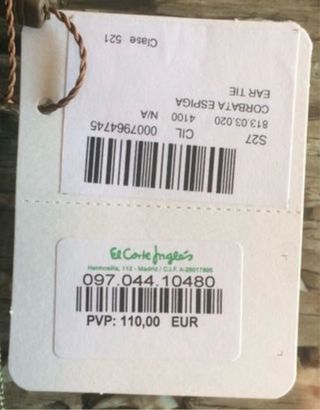 S27 CIL 0007964745
813.03.020 4100 N/A
CORBATA ESPIGA
EAR TIE
Clase 521
El Corte Inglés
Hermosilla, 112 - Madrid / C.I.F. A-28017895
097.044.10480
PVP: 110,00 EUR